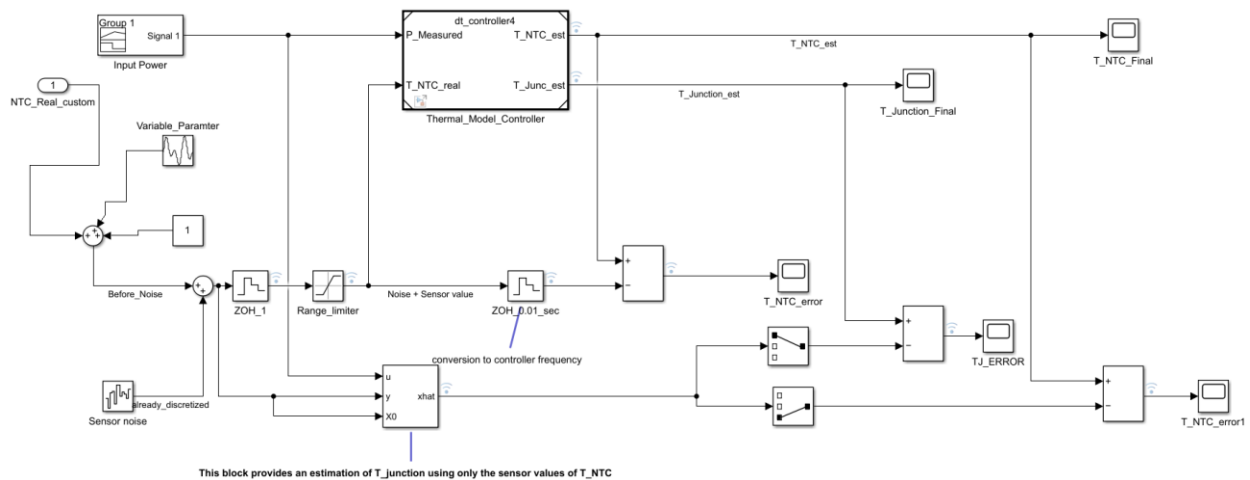 Group 1
Signal 1
Input Power
dt_controller4
P_Measured
T_NTC_est
T_NTC_real
T_Junc_est
Thermal_Model_Controller
T_NTC_est
T_NTC_Final
T_Junction_est
T_Junction_Final
1
NTC_Real_custom
Variable_Paramter
+
+
+
1
Before_Noise
+
+
ZOH_1
Range_limiter
Noise + Sensor value
ZOH_0.01_sec
+
−
T_NTC_error
conversion to controller frequency
+
−
TJ_ERROR
Sensor noise
already_discretized
u
y
X0
xhat
+
−
T_NTC_error1
This block provides an estimation of T_junction using only the sensor values of T_NTC